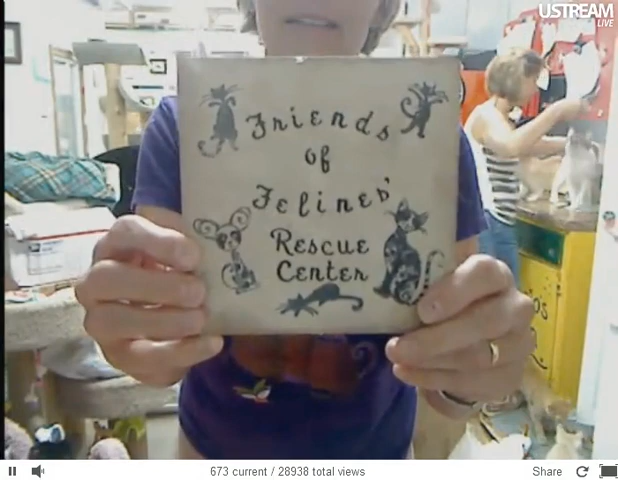 USTREAM
LIVE
Friends
of
Felines'
Rescue
Center
673 current / 28938 total views
Share